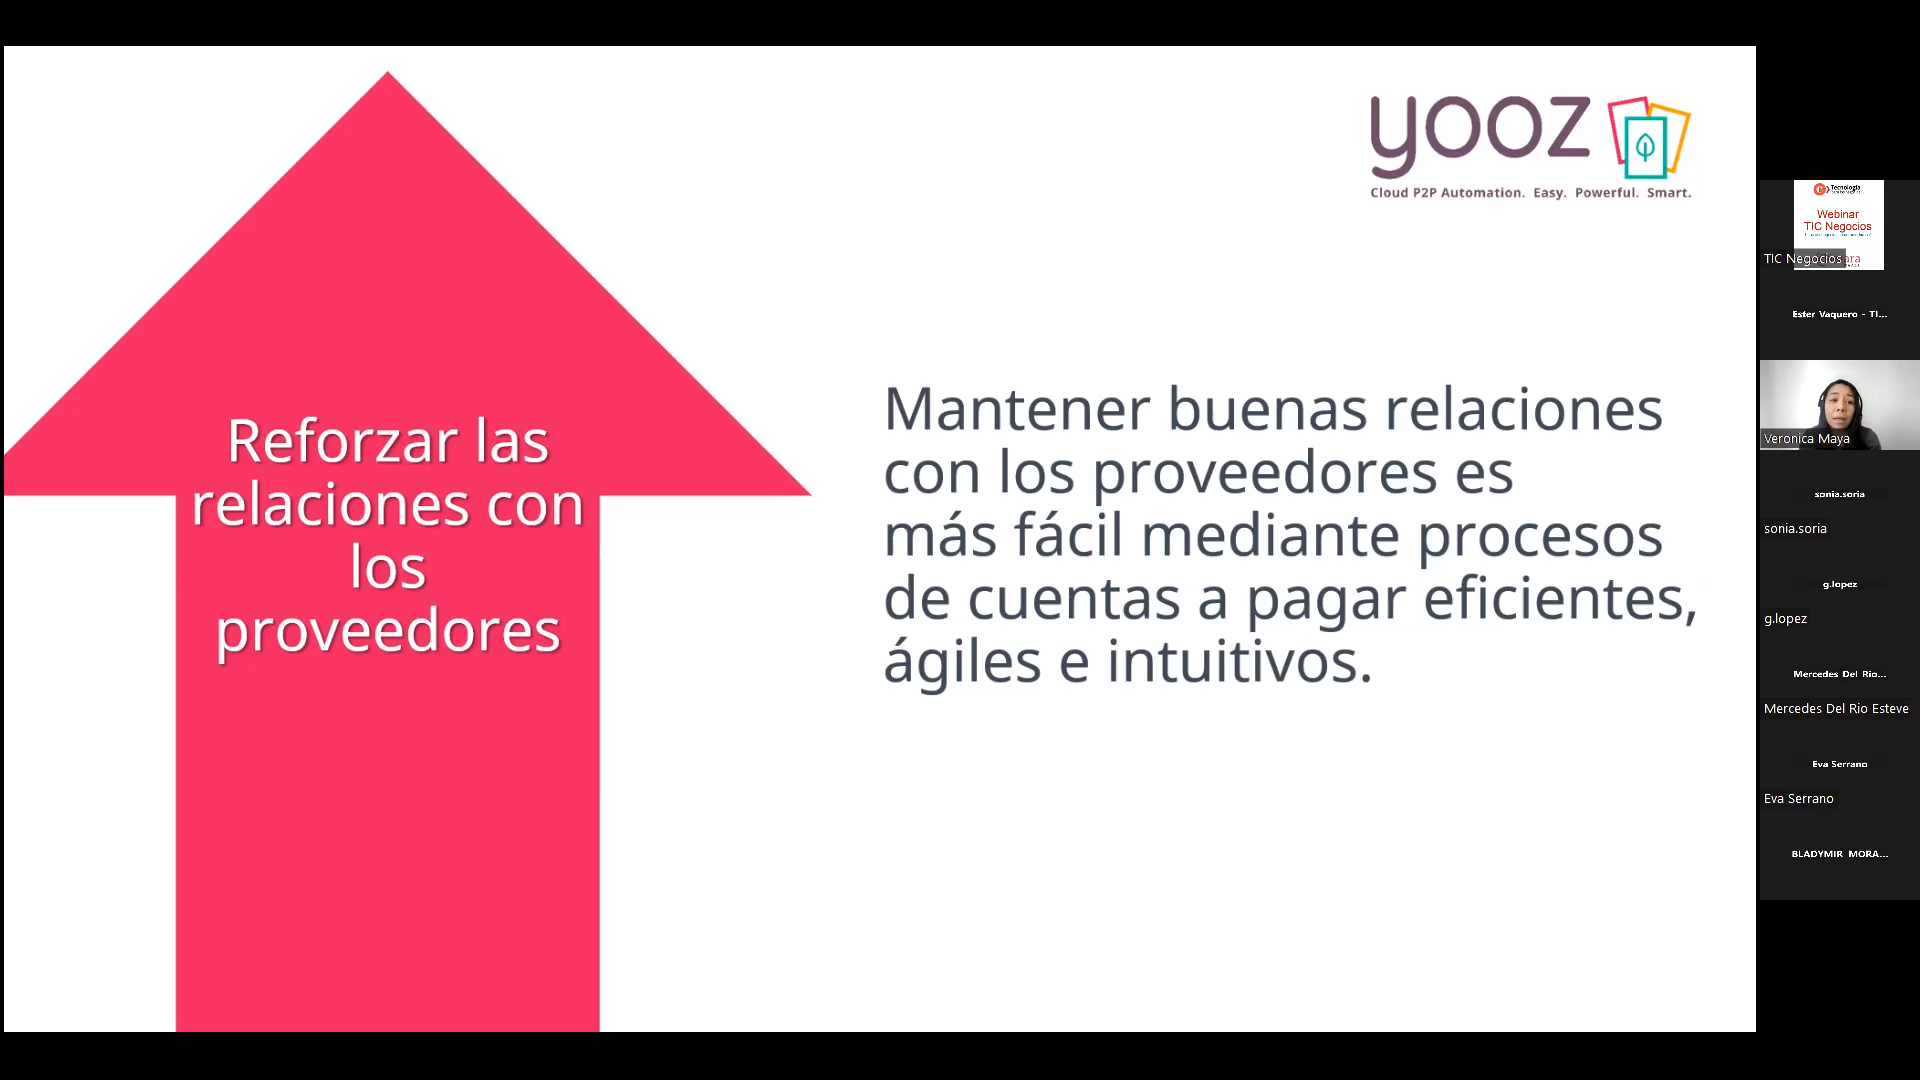 yooz
Cloud P2P Automation. Easy. Powerful. Smart.
Reforzar las
relaciones con
los
proveedores
Mantener buenas relaciones
con los proveedores es
más fácil mediante procesos
de cuentas a pagar eficientes,
ágiles e intuitivos.
Tecnología
Webinar
TIC Negocios
TIC Negocios
Ester Vaquero - TI...
Veronica Maya
sonia.soria
sonia.soria
g.lopez
g.lopez
Mercedes Del Rio...
Mercedes Del Rio Esteve
Eva Serrano
Eva Serrano
BLADYMIR MORA...